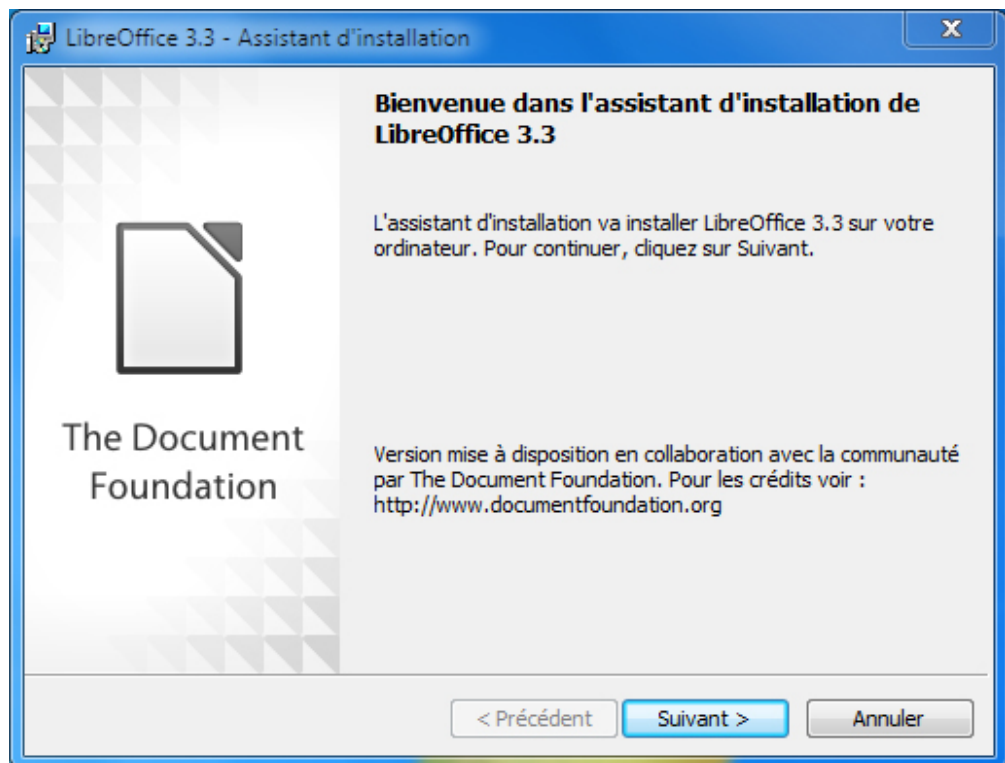 LibreOffice 3.3 - Assistant d'installation
x
Bienvenue dans l'assistant d'installation de
LibreOffice 3.3
L'assistant d'installation va installer LibreOffice 3.3 sur votre
ordinateur. Pour continuer, cliquez sur Suivant.
The Document
Foundation
Version mise à disposition en collaboration avec la communauté
par The Document Foundation. Pour les crédits voir :
http://www.documentfoundation.org
< Précédent
Suivant >
Annuler